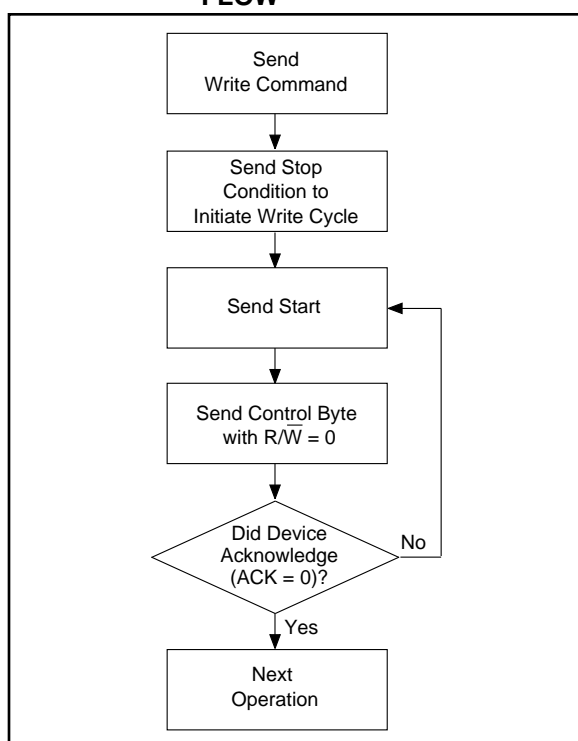 Send
Write Command
Send Stop
Condition to
Initiate Write Cycle
Send Start
Send Control Byte
with R/W̅ = 0
Did Device
Acknowledge
(ACK = 0)?
No
Yes
Next
Operation